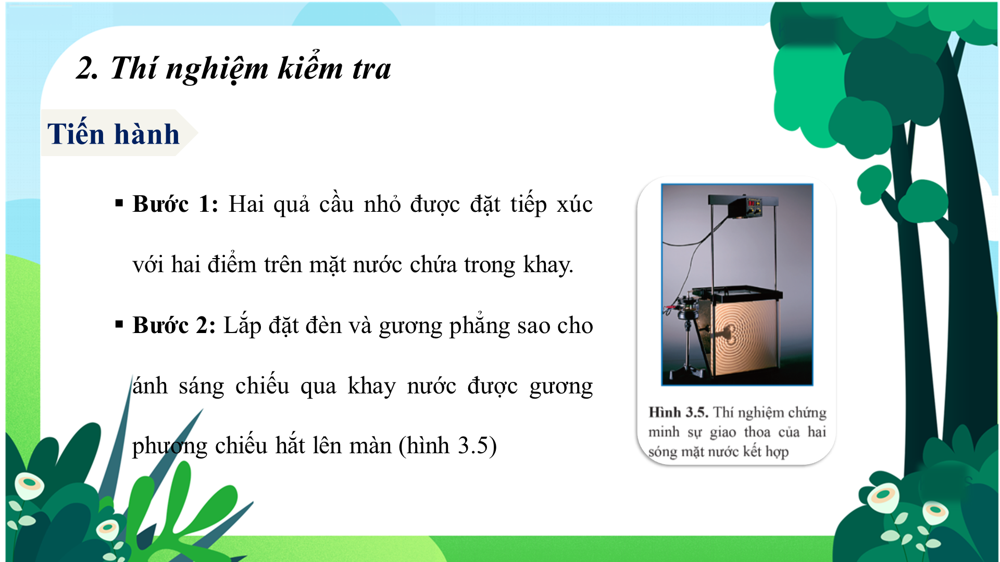 2. Thí nghiệm kiểm tra
Tiến hành
▪ Bước 1: Hai quả cầu nhỏ được đặt tiếp xúc
với hai điểm trên mặt nước chứa trong khay.
▪ Bước 2: Lắp đặt đèn và gương phẳng sao cho
ánh sáng chiếu qua khay nước được gương
phương chiếu hắt lên màn (hình 3.5)
Hình 3.5. Thí nghiệm chứng
minh sự giao thoa của hai
sóng mặt nước kết hợp